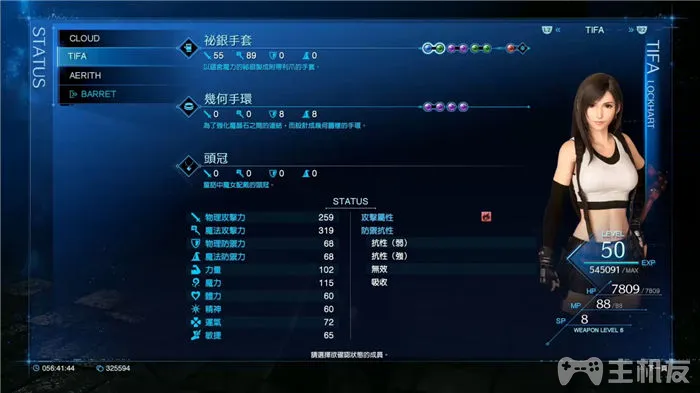 STATUS
CLOUD
TIFA
AERITH
BARRET
祕銀手套
55 89 0 0
以蘊含魔力的祕銀製成附帶利爪的手套。
幾何手環
0 0 8 8
為了強化魔晶石之間的連結，而設計成幾何圖樣的手環。
頭冠
0 0 0 0
童話中魔女配戴的頭冠。
L2 TIFA R2
TIFA LOCKHART
STATUS
物理攻擊力 259
魔法攻擊力 319
物理防禦力 68
魔法防禦力 68
力量 102
魔力 115
體力 60
精神 60
運氣 72
敏捷 65
攻擊屬性
防禦抗性
抗性（弱）
抗性（強）
無效
吸收
LEVEL
50
EXP
545091/MAX
HP 7809/7809
MP 88/88
SP 8
WEAPON LEVEL 6
請選擇欲確認狀態的成員。
056:41:44 325594
下一頁
主机友